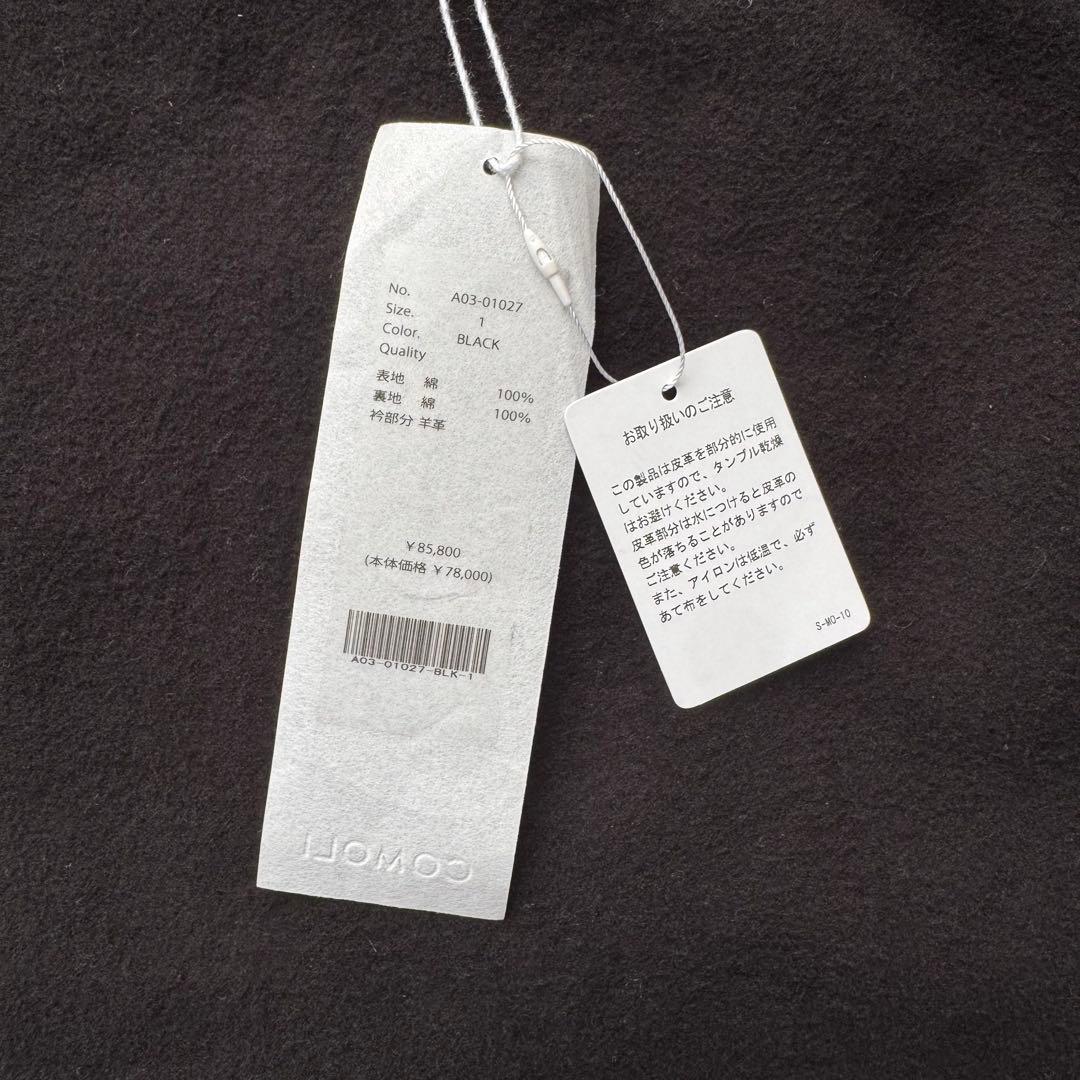 No. A03-01027
Size. 1
Color. BLACK
Quality
表地 綿 100%
裏地 綿 100%
衿部分 羊革
¥85,800
(本体価格 ¥78,000)
A03-01027-BLK-1
COMOLI
お取り扱いのご注意
この製品は皮革を部分的に使用
していますので、タンブル乾燥
はお避けください。
皮革部分は水につけると皮革の
色が落ちることがありますので
ご注意ください。
また、アイロンは低温で、必ず
あて布をしてください。
S-MO-10